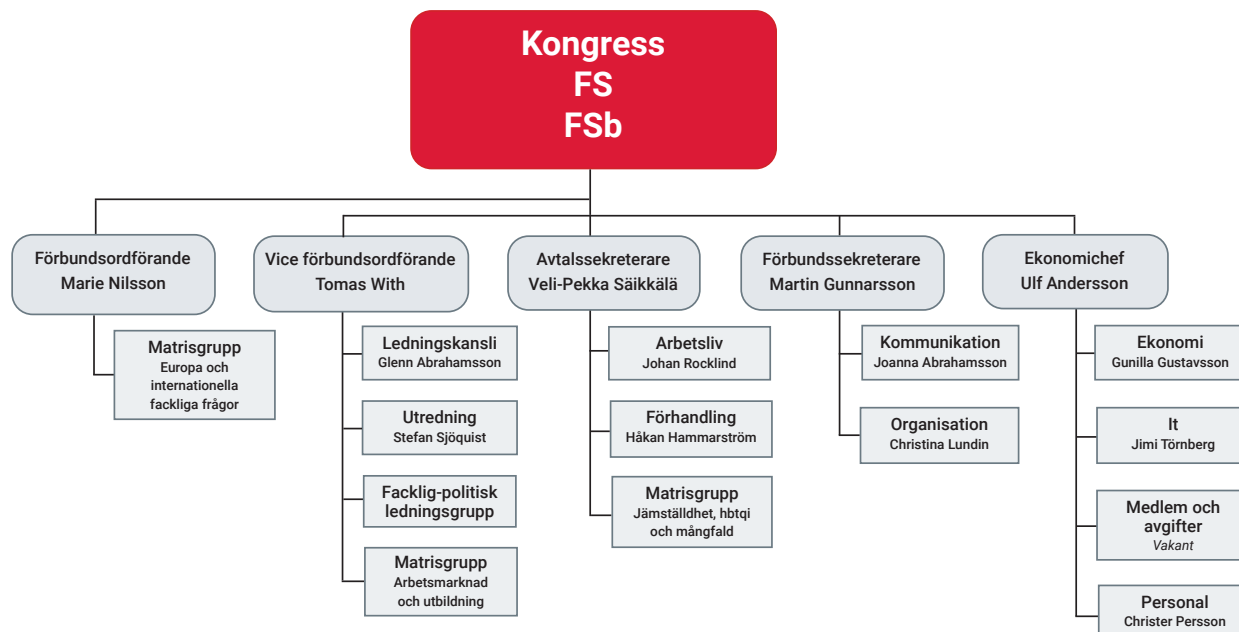 Kongress
FS
FSb
Förbundsordförande
Marie Nilsson
Matrisgrupp
Europa och
internationella
fackliga frågor
Vice förbundsordförande
Tomas With
Ledningskansli
Glenn Abrahamsson
Utredning
Stefan Sjöquist
Facklig-politisk
ledningsgrupp
Matrisgrupp
Arbetsmarknad
och utbildning
Avtalssekreterare
Veli-Pekka Säikkälä
Arbetsliv
Johan Rocklind
Förhandling
Håkan Hammarström
Matrisgrupp
Jämställdhet, hbtqi
och mångfald
Förbundssekreterare
Martin Gunnarsson
Kommunikation
Joanna Abrahamsson
Organisation
Christina Lundin
Ekonomichef
Ulf Andersson
Ekonomi
Gunilla Gustavsson
It
Jimi Törnberg
Medlem och
avgifter
Vakant
Personal
Christer Persson